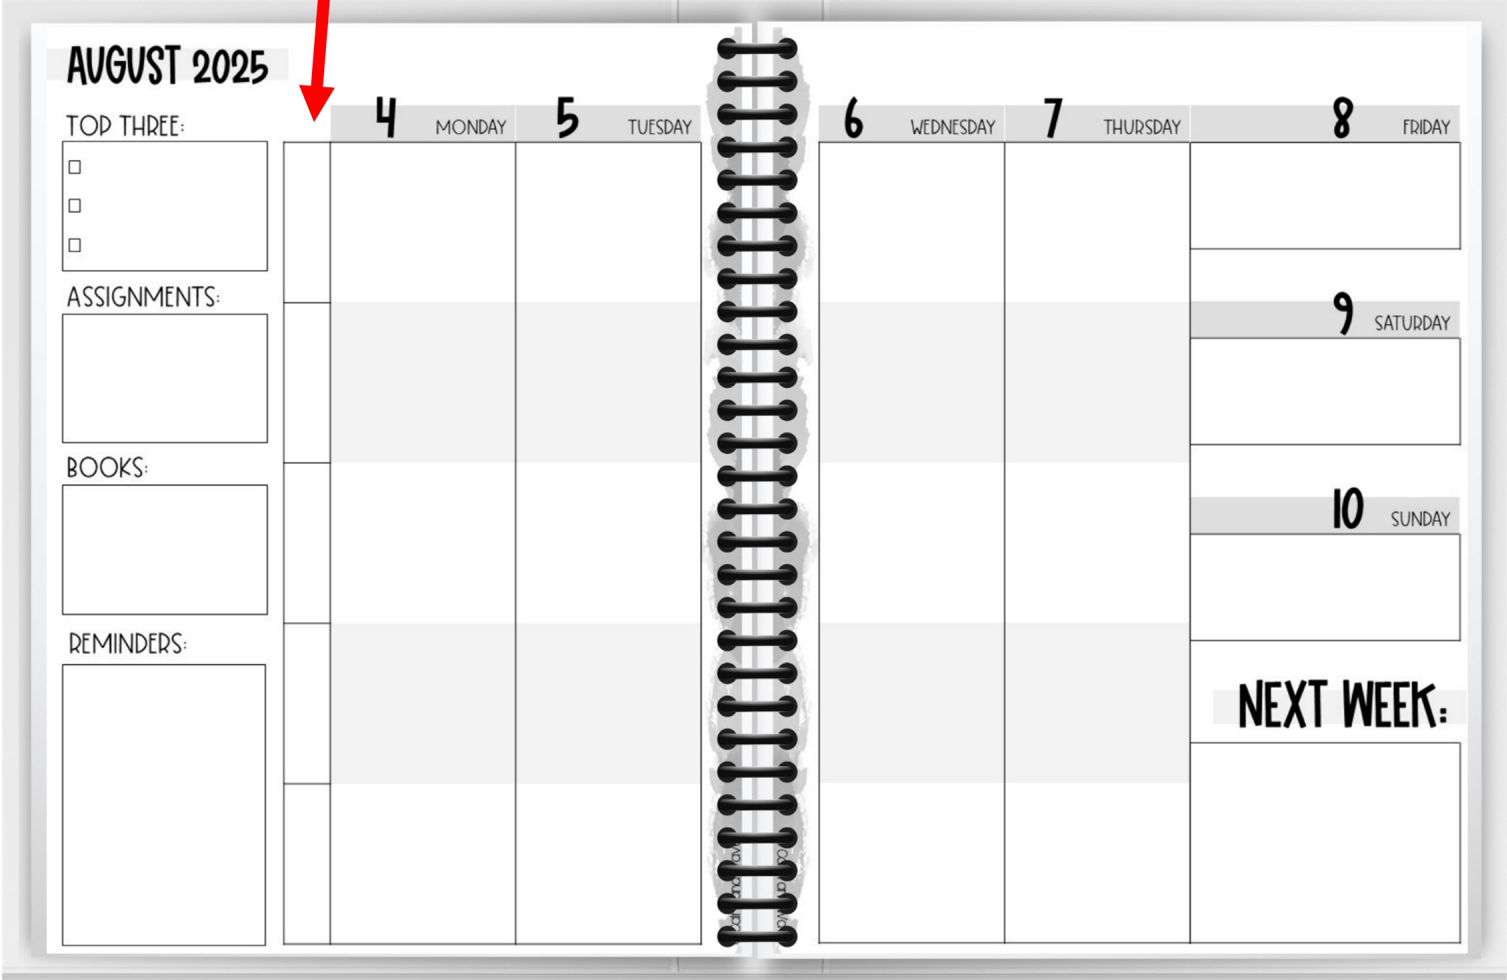 AUGUST 2025
TOP THREE:
ASSIGNMENTS:
BOOKS:
REMINDERS:
4 MONDAY
5 TUESDAY
6 WEDNESDAY
7 THURSDAY
8 FRIDAY
9 SATURDAY
10 SUNDAY
NEXT WEEK: